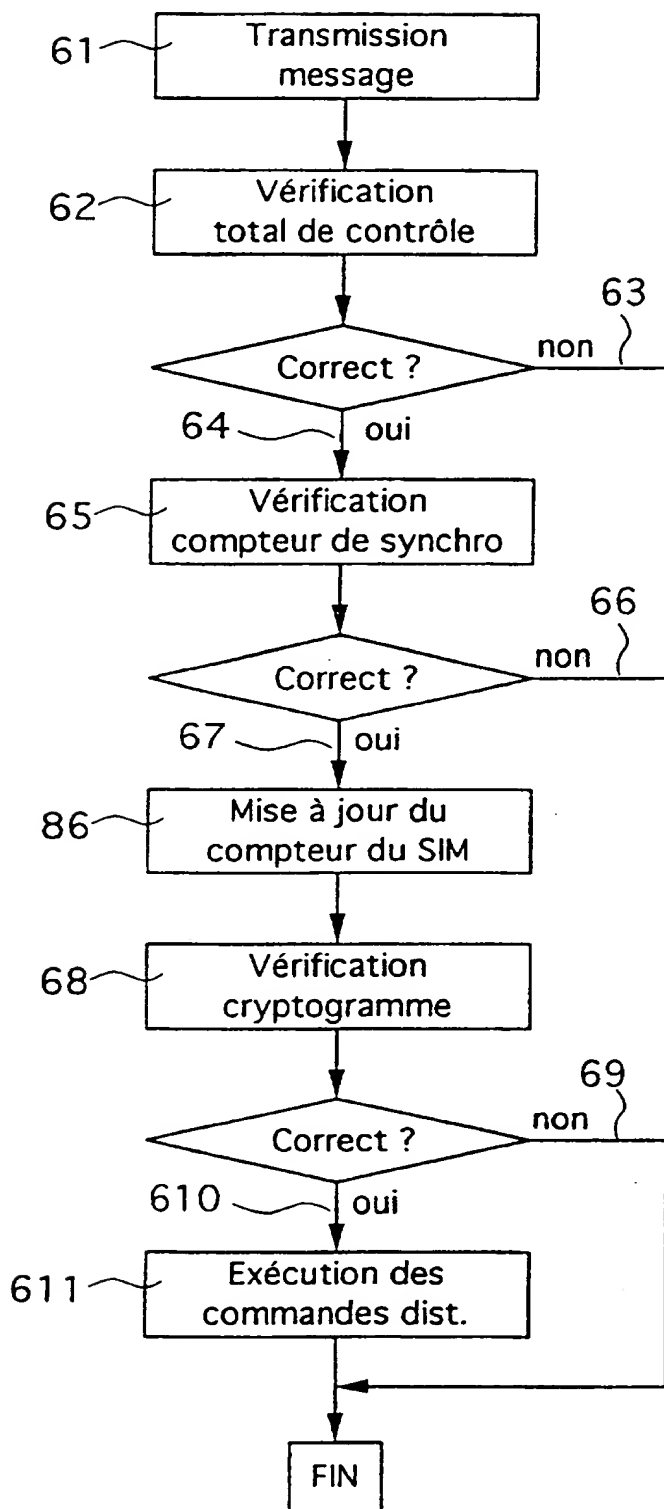 61
Transmission
message
62
Vérification
total de contrôle
63
Correct ?
non
64
oui
65
Vérification
compteur de synchro
66
Correct ?
non
67
oui
86
Mise à jour du
compteur du SIM
68
Vérification
cryptogramme
69
Correct ?
non
610
oui
611
Exécution des
commandes dist.
FIN